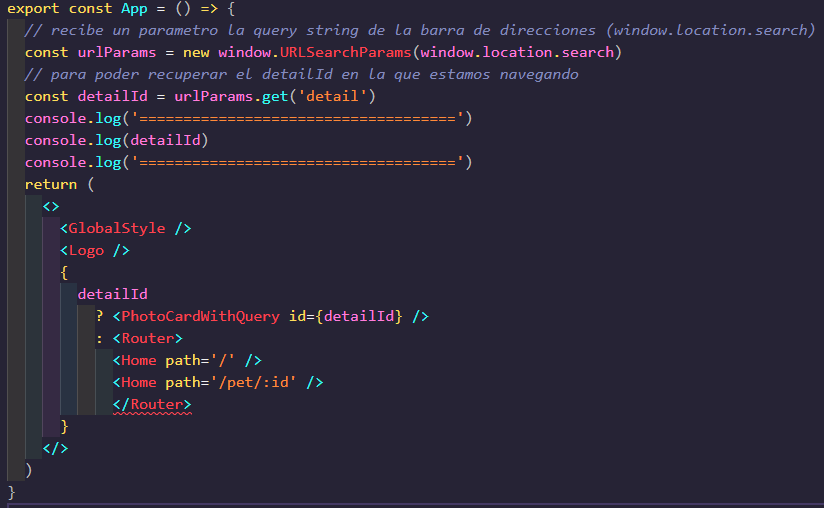 export const App = () => {
// recibe un parametro la query string de la barra de direcciones (window.location.search)
const urlParams = new window.URLSearchParams(window.location.search)
// para poder recuperar el detailId en la que estamos navegando
const detailId = urlParams.get('detail')
console.log('====================================')
console.log(detailId)
console.log('====================================')
return (
<>
<GlobalStyle />
<Logo />
{
detailId
? <PhotoCardWithQuery id={detailId} />
: <Router>
<Home path='/' />
<Home path='/pet/:id' />
</Router>
}
</>
)
}